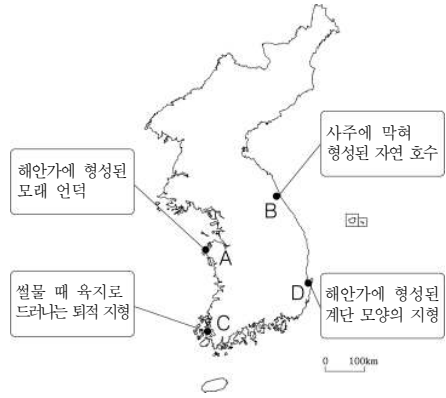 사주에 막혀
형성된 자연 호수
해안가에 형성된
모래 언덕
B
A
썰물 때 육지로
드러나는 퇴적 지형
D
해안가에 형성된
계단 모양의 지형
C
0 100km